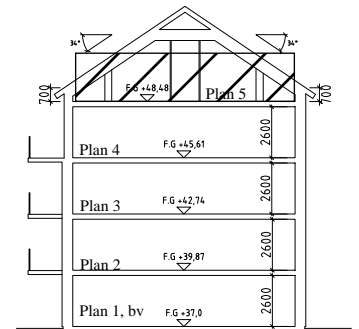 34° 34°
700 F.G +48,48 Plan 5 700
Plan 4 F.G +45,61 2600
Plan 3 F.G +42,74 2600
Plan 2 F.G +39,87 2600
Plan 1, bv F.G +37,0 2600